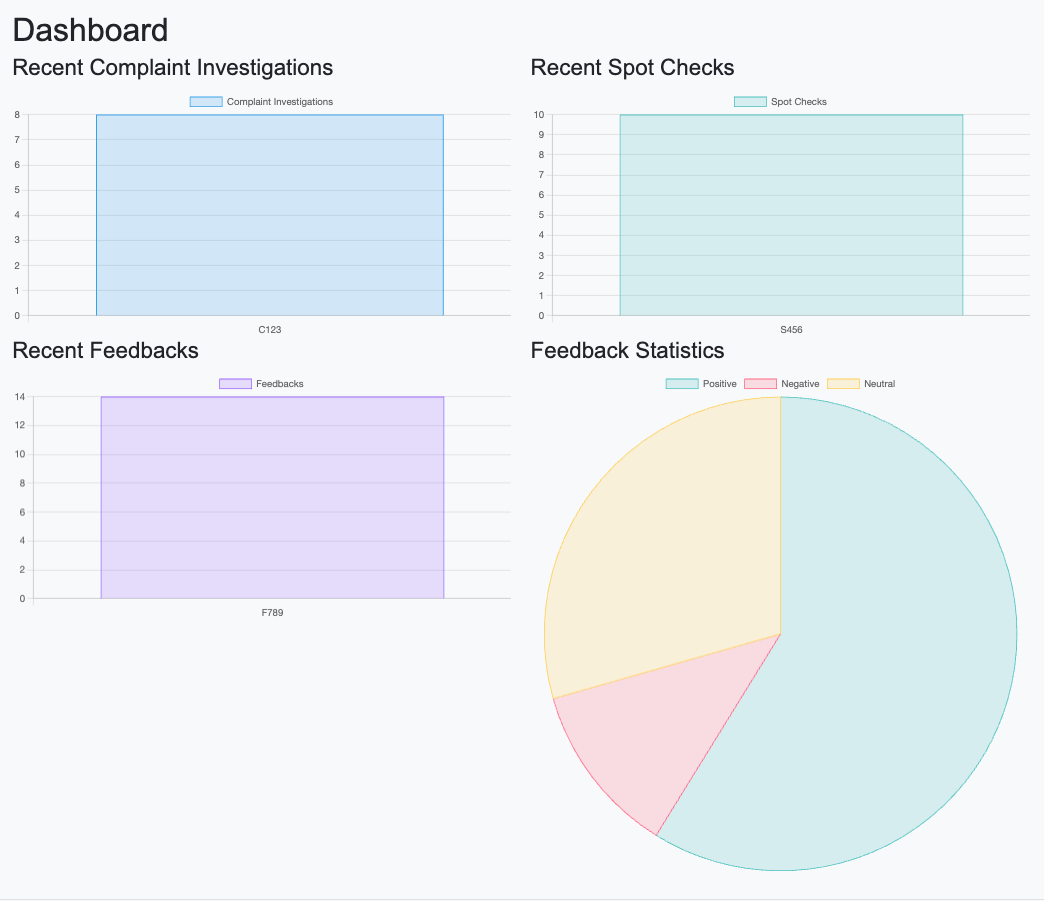 Dashboard
Recent Complaint Investigations
Complaint Investigations
8
7
6
5
4
3
2
1
0
C123
Recent Spot Checks
Spot Checks
10
9
8
7
6
5
4
3
2
1
0
S456
Recent Feedbacks
Feedbacks
14
12
10
8
6
4
2
0
F789
Feedback Statistics
Positive Negative Neutral